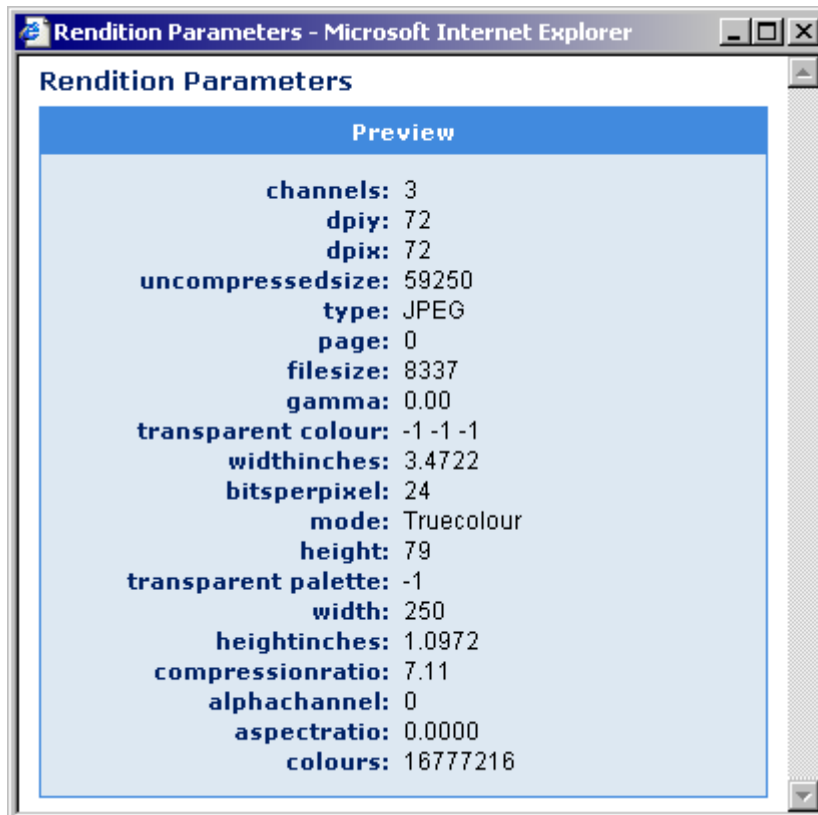 Rendition Parameters - Microsoft Internet Explorer
Rendition Parameters
Preview
channels: 3
dpiy: 72
dpix: 72
uncompressedsize: 59250
type: JPEG
page: 0
filesize: 8337
gamma: 0.00
transparent colour: -1 -1 -1
widthinches: 3.4722
bitsperpixel: 24
mode: Truecolour
height: 79
transparent palette: -1
width: 250
heightinches: 1.0972
compressionratio: 7.11
alphachannel: 0
aspectratio: 0.0000
colours: 16777216